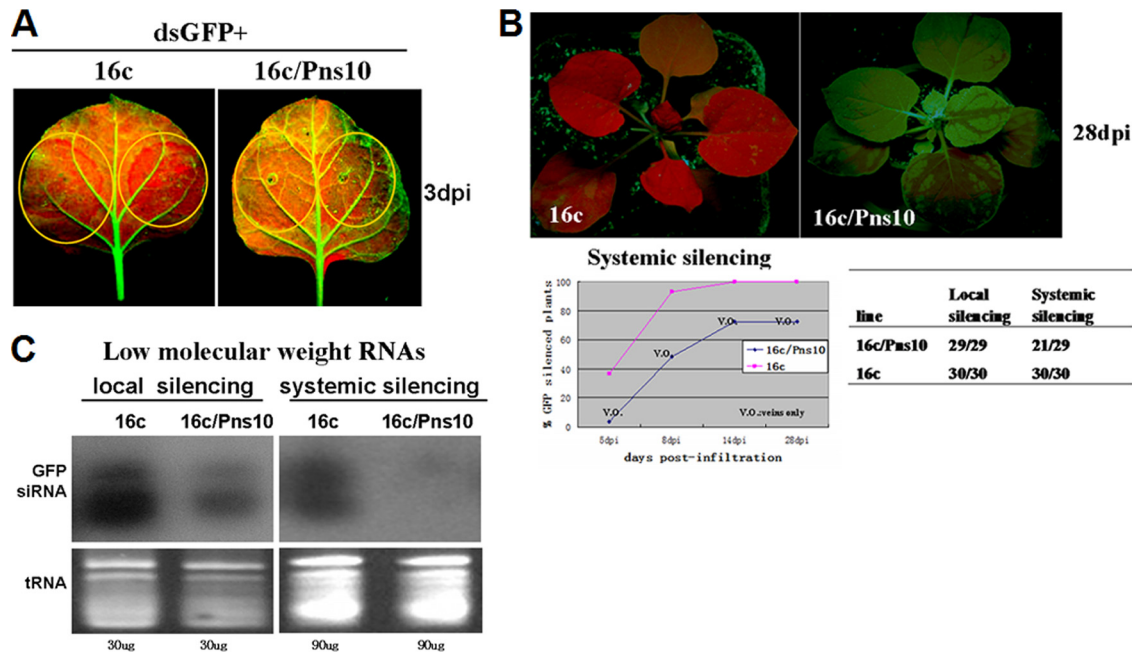 A
dsGFP+
16c 16c/Pns10
3dpi
B
16c
16c/Pns10
28dpi
Systemic silencing
% GFP silenced plants
100
80
60
40
20
0
V.O.
V.O.
V.O.
V.O.
16c/Pns10
16c
V.O.:veins only
5dpi 8dpi 14dpi 28dpi
days post-infiltration
line Local silencing Systemic silencing
16c/Pns10 29/29 21/29
16c 30/30 30/30
C
Low molecular weight RNAs
local silencing systemic silencing
16c 16c/Pns10 16c 16c/Pns10
GFP
siRNA
tRNA
30ug 30ug 90ug 90ug